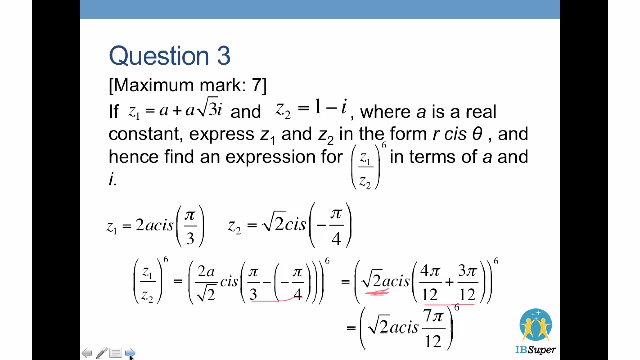 Question 3
[Maximum mark: 7]
If z₁ = a + a√3i and z₂ = 1 − i , where a is a real
constant, express z₁ and z₂ in the form r cis θ , and
hence find an expression for (z₁/z₂)⁶ in terms of a and
i.
z₁ = 2acis(π/3) z₂ = √2cis(−π/4)
(z₁/z₂)⁶ = (2a/√2 cis(π/3 − (−π/4)))⁶ = (√2acis(4π/12 + 3π/12))⁶
= (√2acis 7π/12)⁶
IBSuper